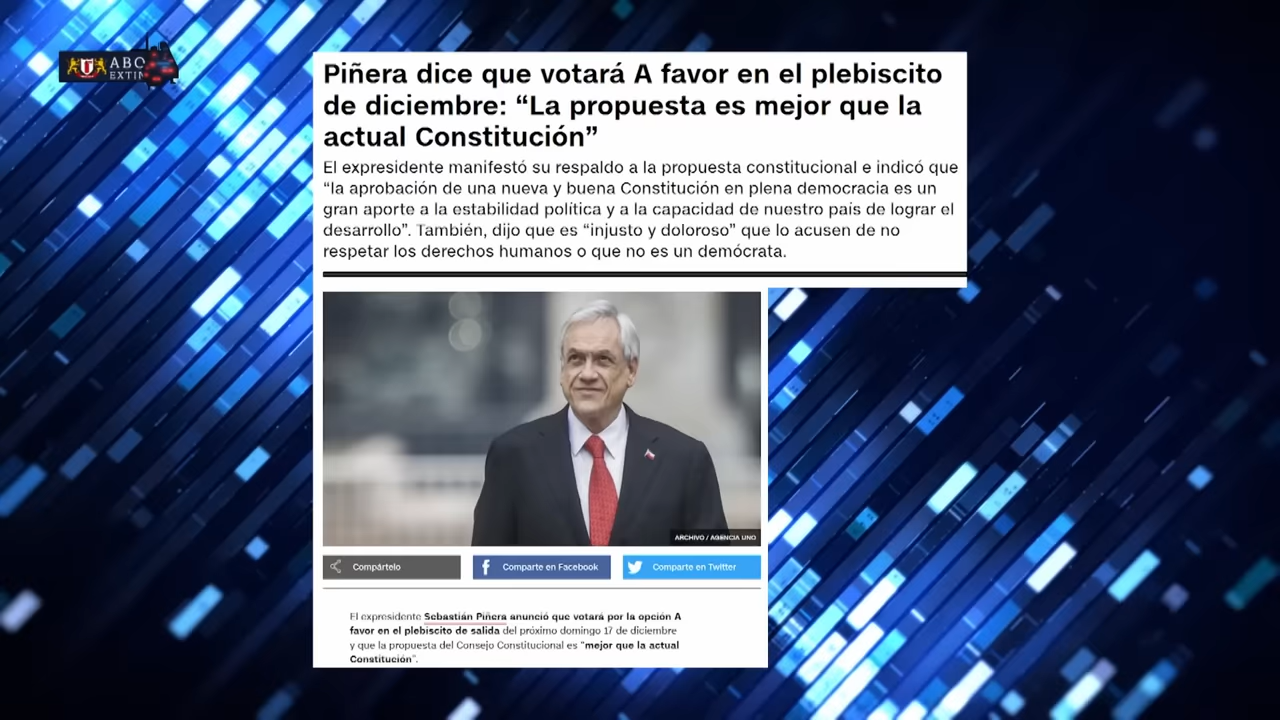 ABO
EXTIN
Piñera dice que votará A favor en el plebiscito
de diciembre: “La propuesta es mejor que la
actual Constitución”
El expresidente manifestó su respaldo a la propuesta constitucional e indicó que
“la aprobación de una nueva y buena Constitución en plena democracia es un
gran aporte a la estabilidad política y a la capacidad de nuestro país de lograr el
desarrollo”. También, dijo que es “injusto y doloroso” que lo acusen de no
respetar los derechos humanos o que no es un demócrata.
ARCHIVO / AGENCIA UNO
Compártelo
Comparte en Facebook
Comparte en Twitter
El expresidente Sebastián Piñera anunció que votará por la opción A
favor en el plebiscito de salida del próximo domingo 17 de diciembre
y que la propuesta del Consejo Constitucional es “mejor que la actual
Constitución”.